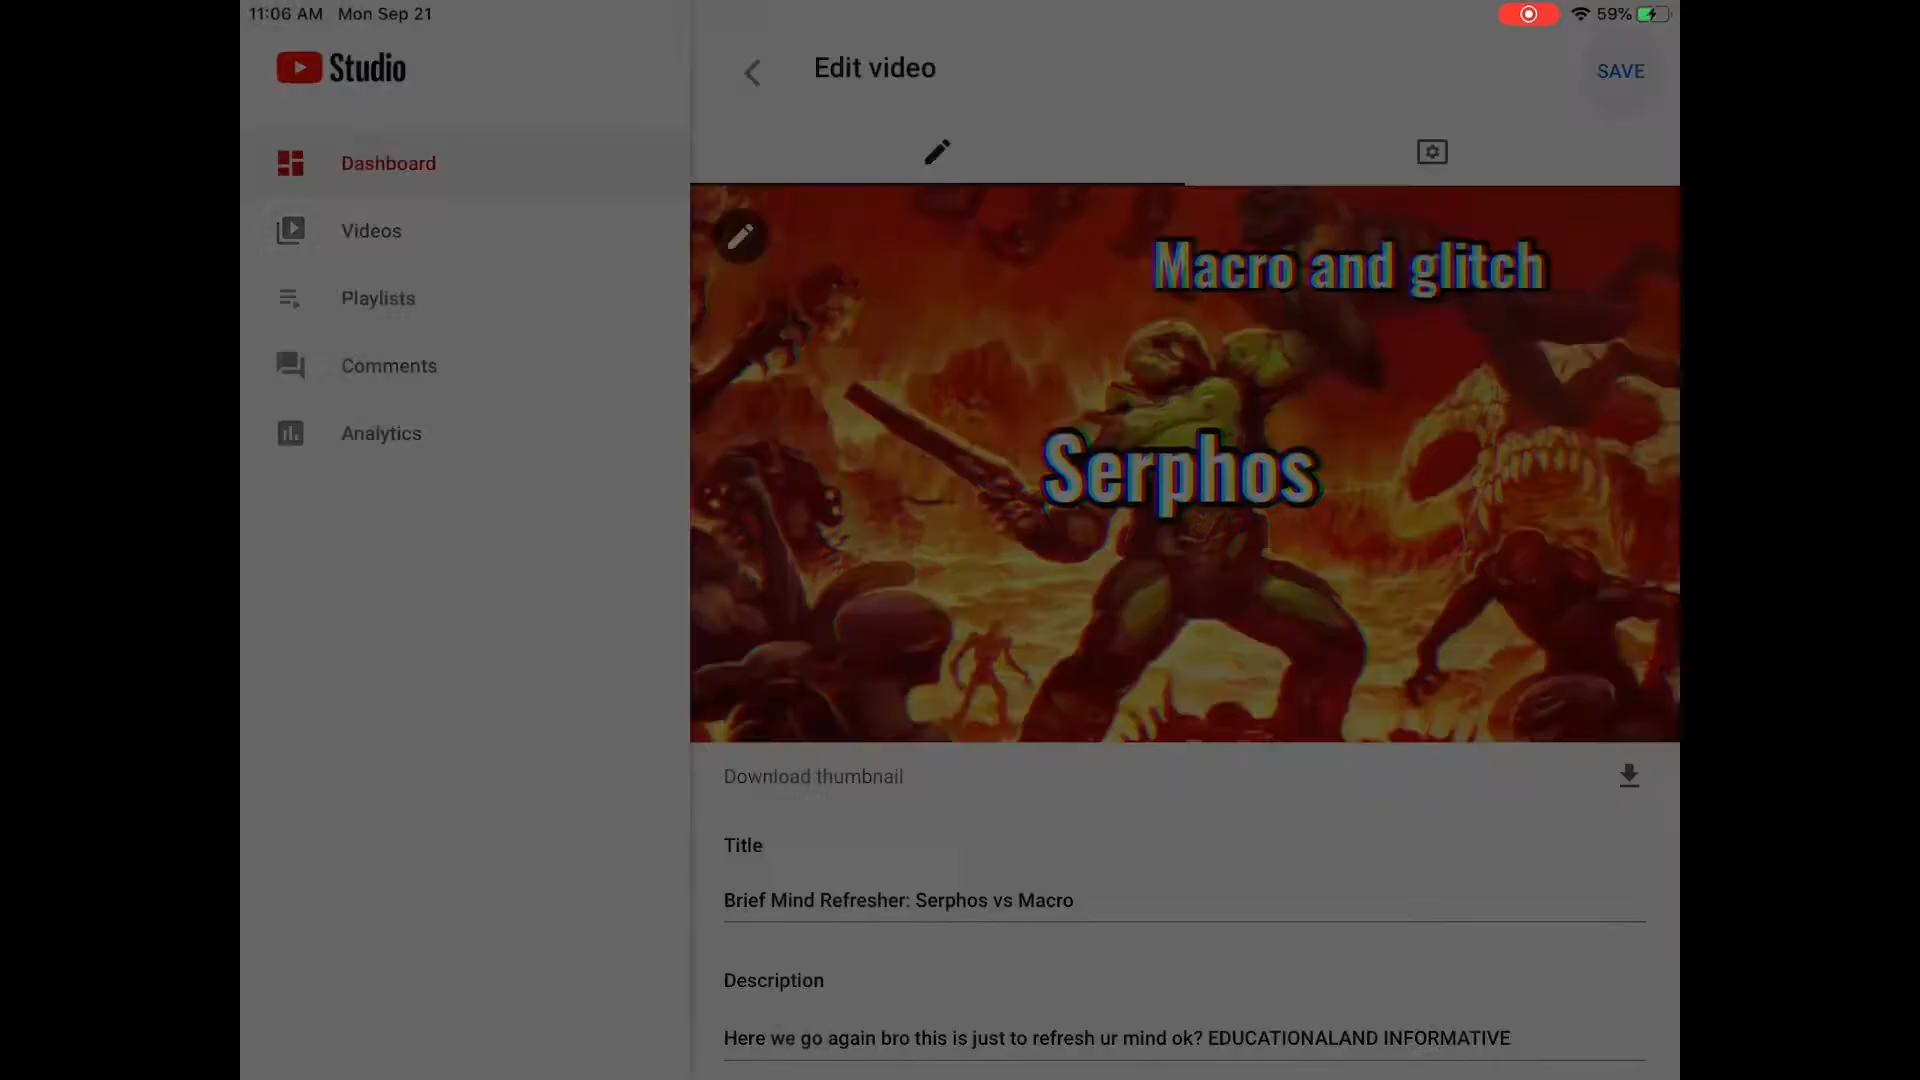 11:06 AM Mon Sep 21
59%
Studio
Edit video
SAVE
Dashboard
Videos
Playlists
Comments
Analytics
Macro and glitch
Serphos
Download thumbnail
Title
Brief Mind Refresher: Serphos vs Macro
Description
Here we go again bro this is just to refresh ur mind ok? EDUCATIONALAND INFORMATIVE